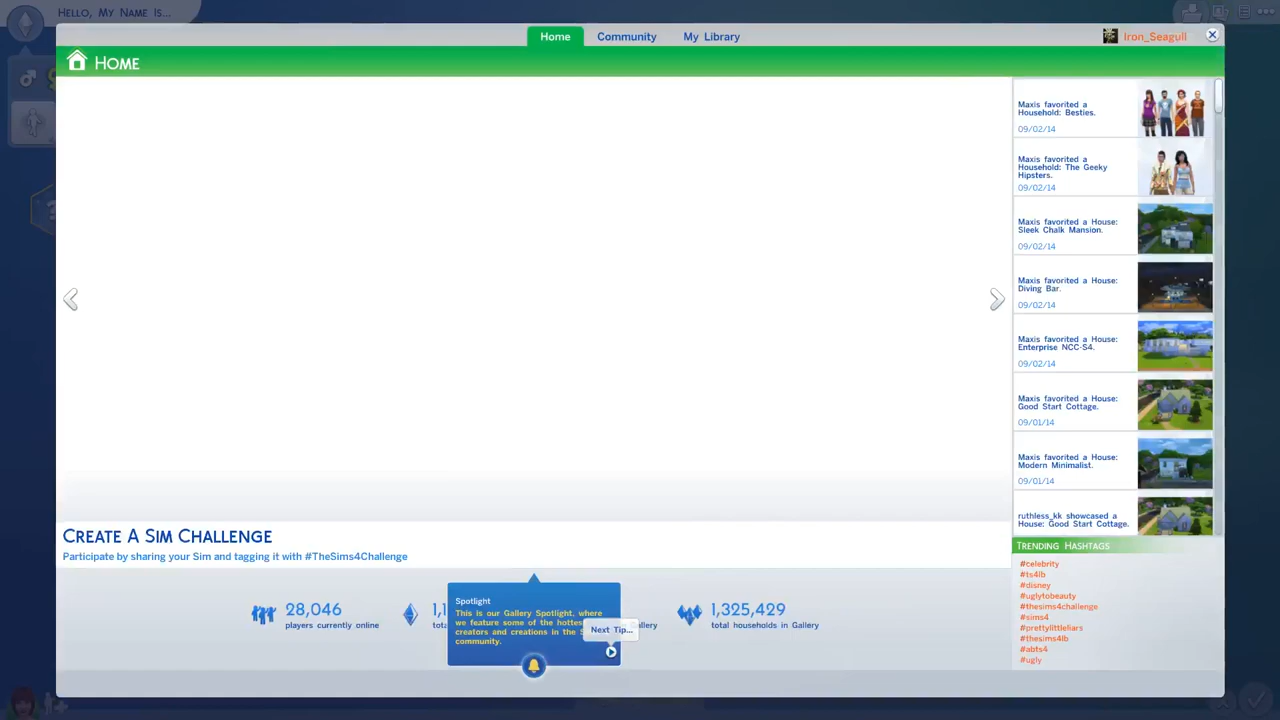 Hello, My Name Is...
Home
Community
My Library
Iron_Seagull
Home
Maxis favorited a
Household: Besties.
09/02/14
Maxis favorited a
Household: The Geeky
Hipsters.
09/02/14
Maxis favorited a House:
Sleek Chalk Mansion.
09/02/14
Maxis favorited a House:
Diving Bar.
09/02/14
Maxis favorited a House:
Enterprise NCC-S4.
09/02/14
Maxis favorited a House:
Good Start Cottage.
09/01/14
Maxis favorited a House:
Modern Minimalist.
09/01/14
ruthless_kk showcased a
House: Good Start Cottage.
Create A Sim Challenge
Participate by sharing your Sim and tagging it with #TheSims4Challenge
28,046
players currently online
Spotlight
This is our Gallery Spotlight, where
we feature some of the
creators and creations in the
community.
Next Tip...
1,325,429
total households in Gallery
Trending Hashtags
#celebrity
#ts4lb
#disney
#uglytobeauty
#thesims4challenge
#sims4
#prettylittleliars
#thesims4lb
#abts4
#ugly